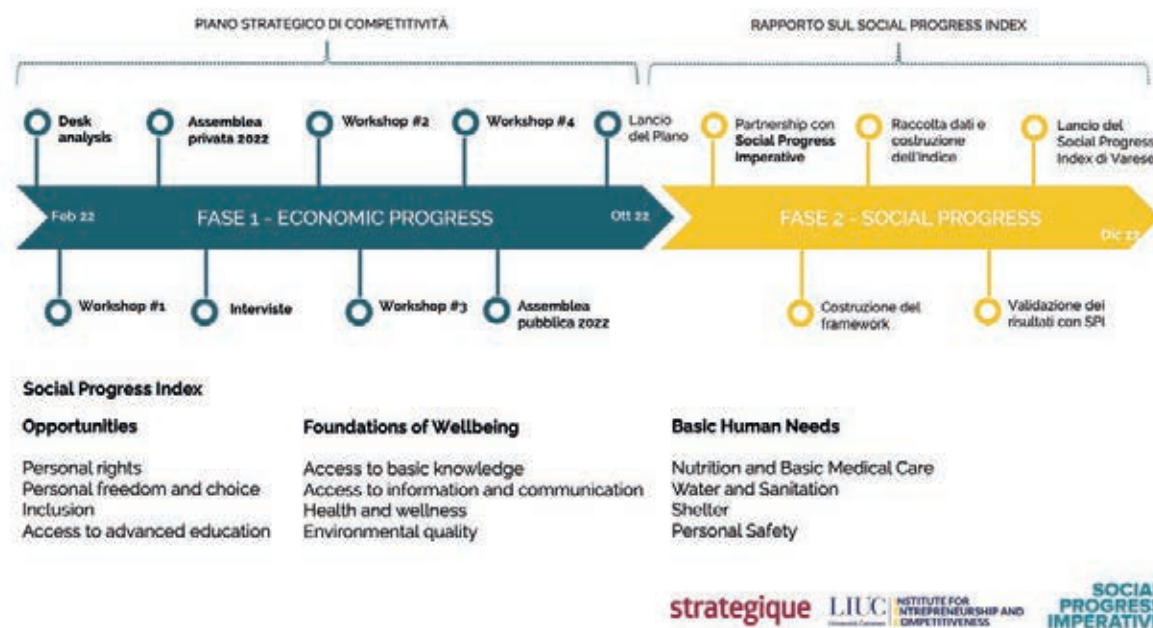 PIANO STRATEGICO DI COMPETITIVITÀ
RAPPORTO SUL SOCIAL PROGRESS INDEX
Desk
analysis
Assemblea
privata 2022
Workshop #2
Workshop #4
Lancio
del Piano
Partnership con
Social Progress
Imperative
Raccolta dati e
costruzione
dell'indice
Lancio del
Social Progress
Index di Varese
Feb 22
FASE 1 - ECONOMIC PROGRESS
Ott 22
FASE 2 - SOCIAL PROGRESS
Dic 22
Workshop #1
Interviste
Workshop #3
Assemblea
pubblica 2022
Costruzione del
framework
Validazione dei
risultati con SPI
Social Progress Index
Opportunities
Personal rights
Personal freedom and choice
Inclusion
Access to advanced education
Foundations of Wellbeing
Access to basic knowledge
Access to information and communication
Health and wellness
Environmental quality
Basic Human Needs
Nutrition and Basic Medical Care
Water and Sanitation
Shelter
Personal Safety
strategique
LIUC
Università Cattaneo
INSTITUTE FOR
ENTREPRENEURSHIP AND
COMPETITIVENESS
SOCIAL
PROGRESS
IMPERATIVE